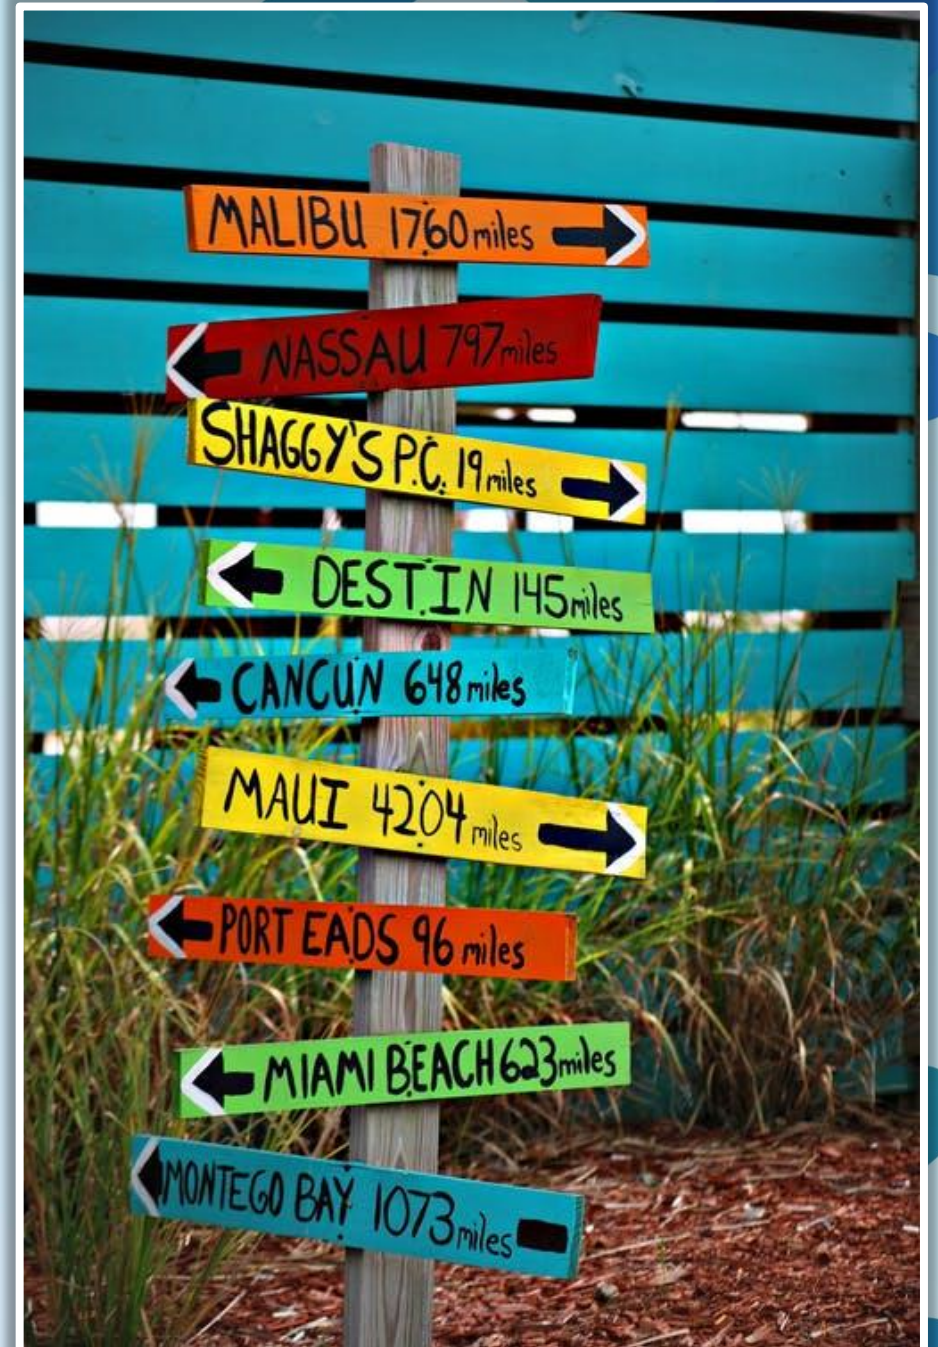 MALIBU 1760 miles
NASSAU 797 miles
SHAGGY'S P.C. 19 miles
DESTIN 145 miles
CANCUN 648 miles
MAUI 4204 miles
PORT EADS 96 miles
MIAMI BEACH 623 miles
MONTEGO BAY 1073 miles